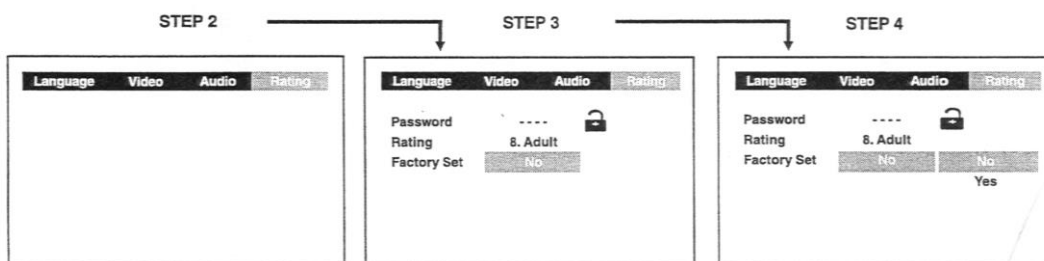 STEP 2
STEP 3
STEP 4
Language Video Audio Rating
Language Video Audio Rating
Password - - - -
Rating 8. Adult
Factory Set No
Language Video Audio Rating
Password - - - -
Rating 8. Adult
Factory Set No No
Yes